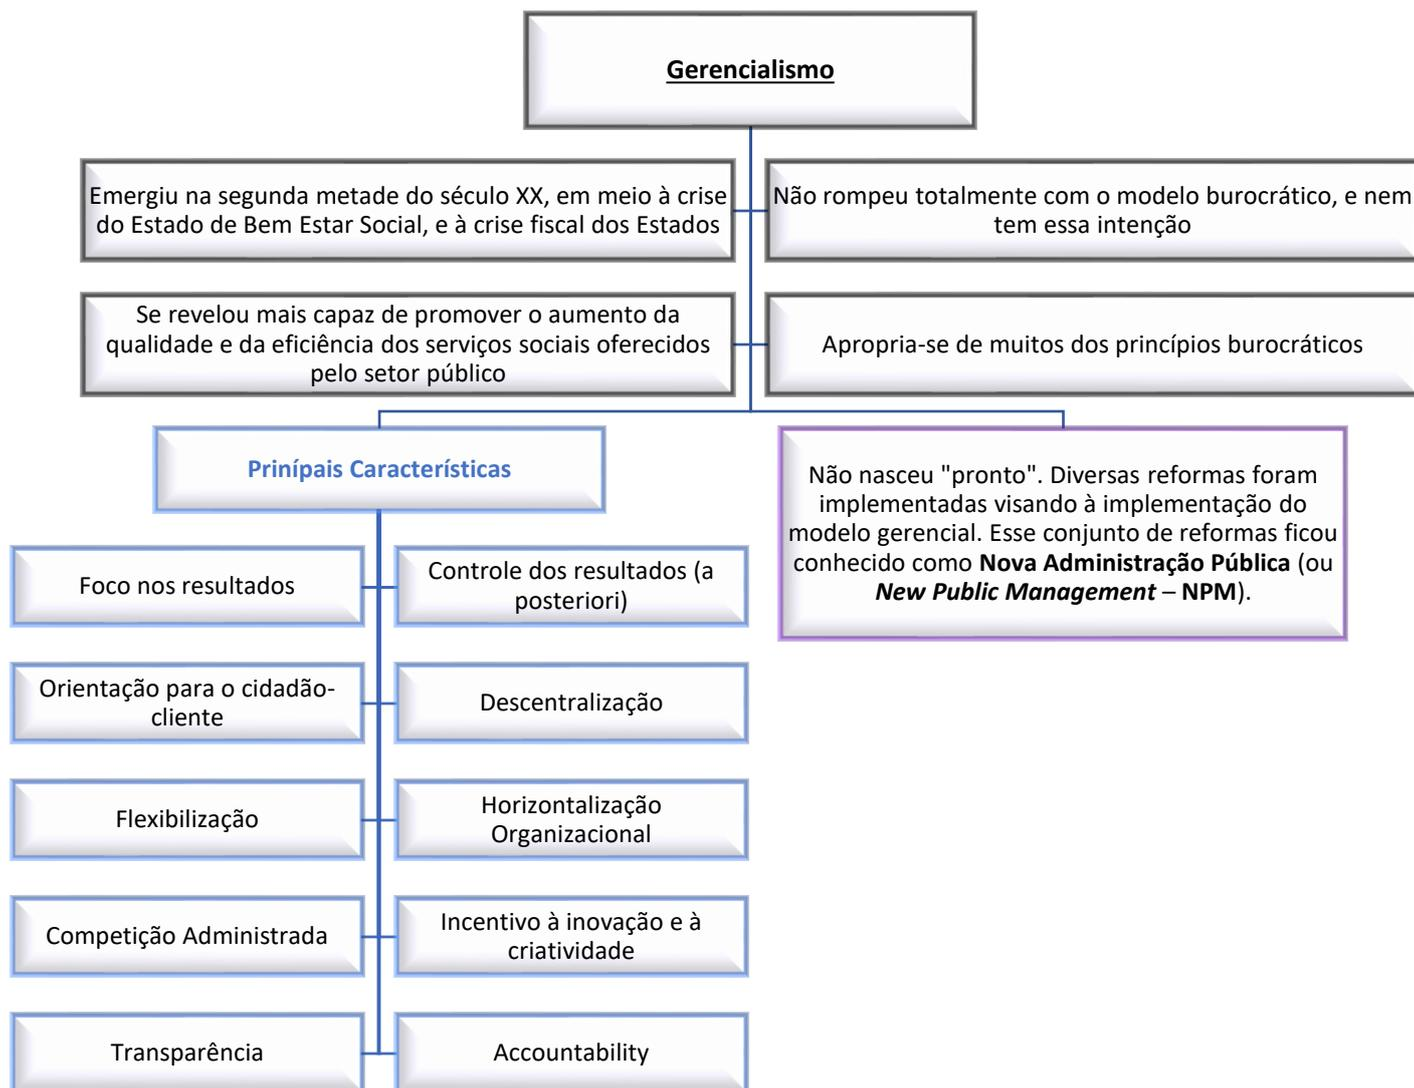 Gerencialismo
Emergiu na segunda metade do século XX, em meio à crise
do Estado de Bem Estar Social, e à crise fiscal dos Estados
Não rompeu totalmente com o modelo burocrático, e nem
tem essa intenção
Se revelou mais capaz de promover o aumento da
qualidade e da eficiência dos serviços sociais oferecidos
pelo setor público
Apropria-se de muitos dos princípios burocráticos
Prinípais Características
Não nasceu "pronto". Diversas reformas foram
implementadas visando à implementação do
modelo gerencial. Esse conjunto de reformas ficou
conhecido como Nova Administração Pública (ou
New Public Management – NPM).
Foco nos resultados
Controle dos resultados (a
posteriori)
Orientação para o cidadão-
cliente
Descentralização
Flexibilização
Horizontalização
Organizacional
Competição Administrada
Incentivo à inovação e à
criatividade
Transparência
Accountability